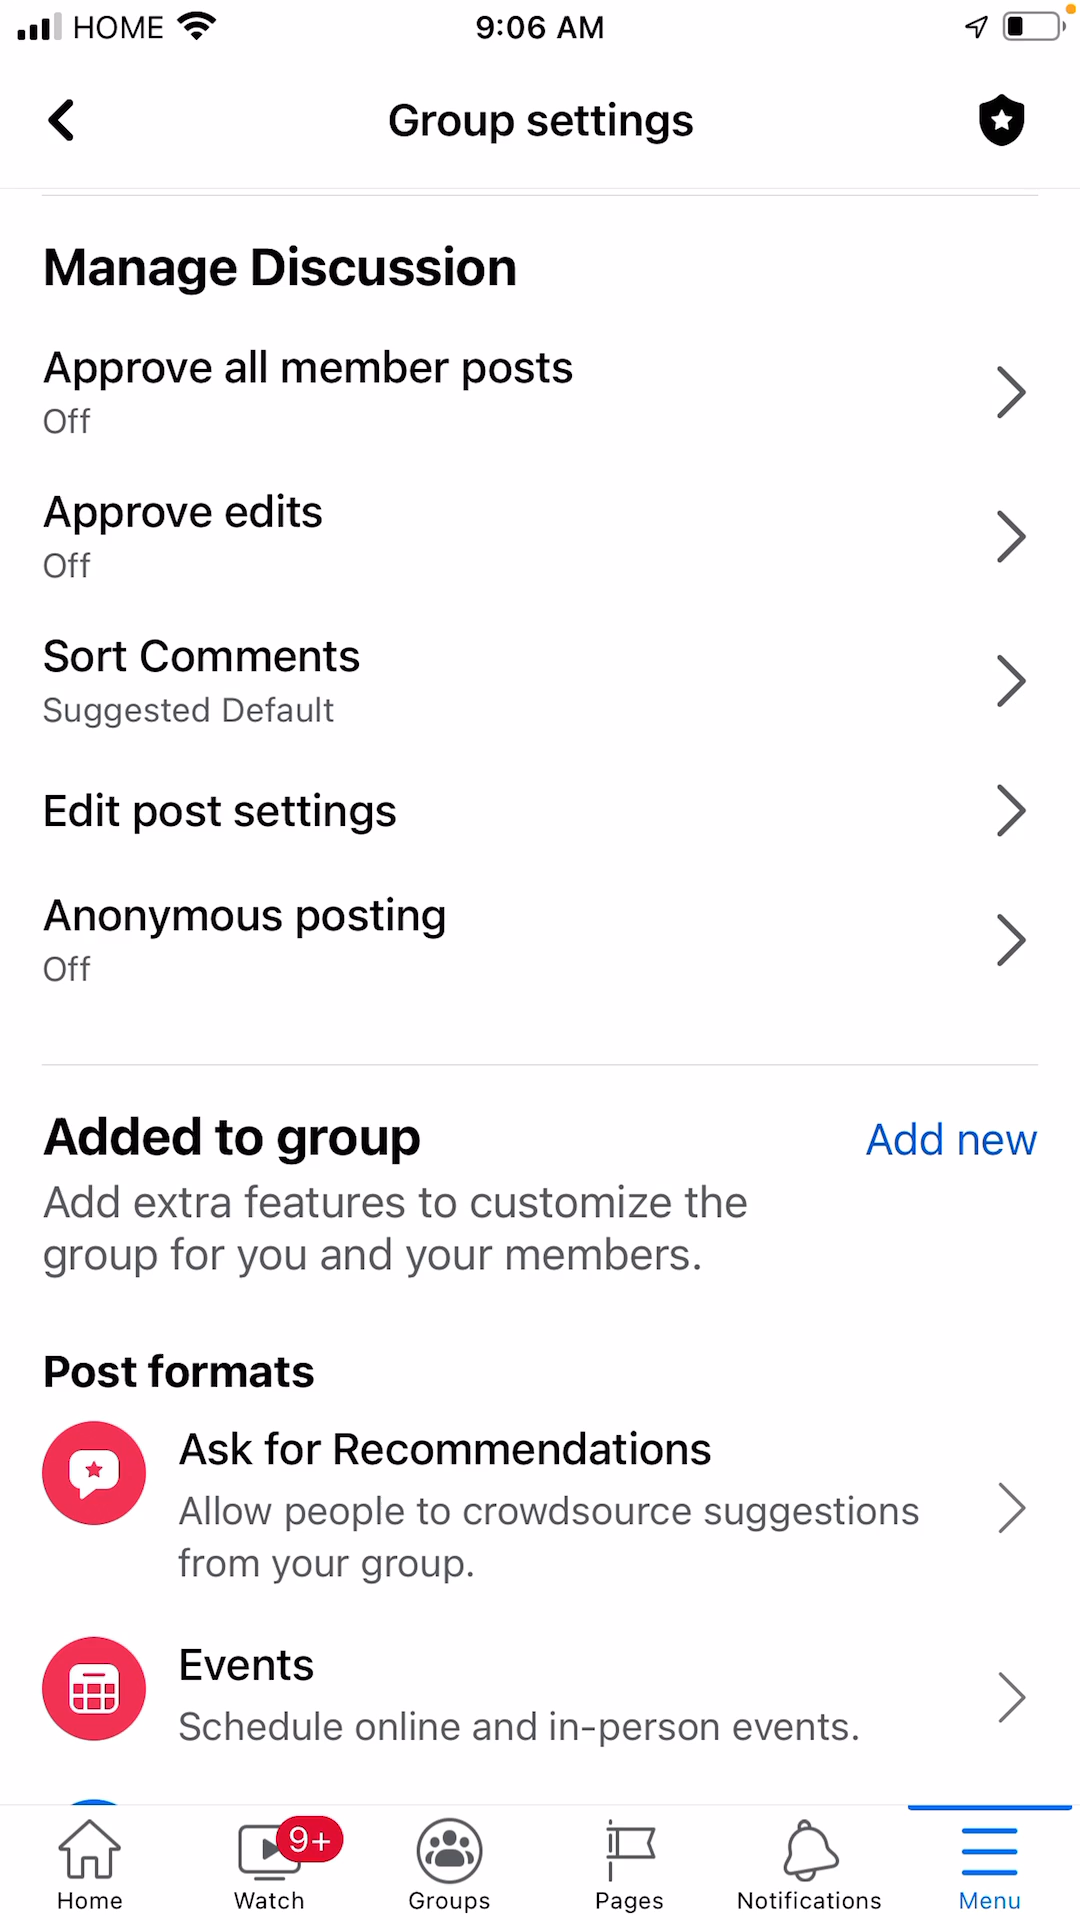 HOME 9:06 AM
Group settings
Manage Discussion
Approve all member posts
Off
Approve edits
Off
Sort Comments
Suggested Default
Edit post settings
Anonymous posting
Off
Added to group
Add new
Add extra features to customize the
group for you and your members.
Post formats
Ask for Recommendations
Allow people to crowdsource suggestions
from your group.
Events
Schedule online and in-person events.
9+
Home Watch Groups Pages Notifications Menu